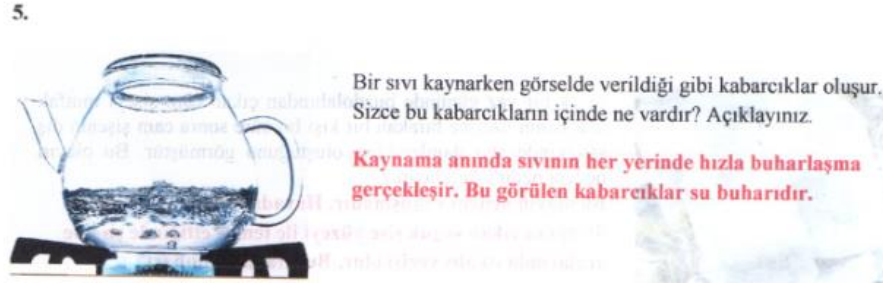 5.
Bir sıvı kaynarken görselde verildiği gibi kabarcıklar oluşur.
Sizce bu kabarcıkların içinde ne vardır? Açıklayınız.
Kaynama anında sıvının her yerinde hızla buharlaşma
gerçekleşir. Bu görülen kabarcıklar su buharıdır.